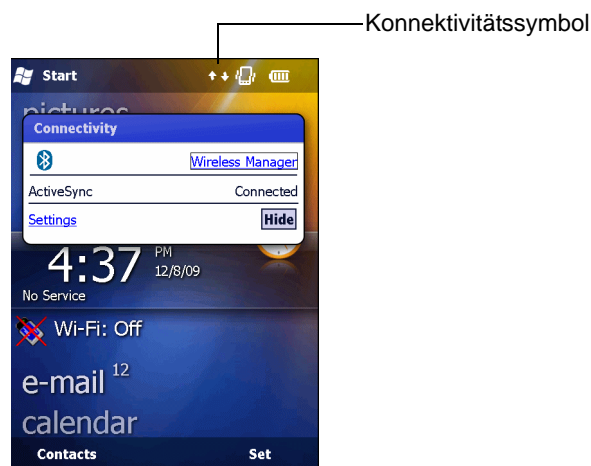 Konnektivitätssymbol
Start
pictures
Connectivity
Wireless Manager
ActiveSync Connected
Settings Hide
4:37 PM
12/8/09
No Service
Wi-Fi: Off
e-mail 12
calendar
Contacts Set